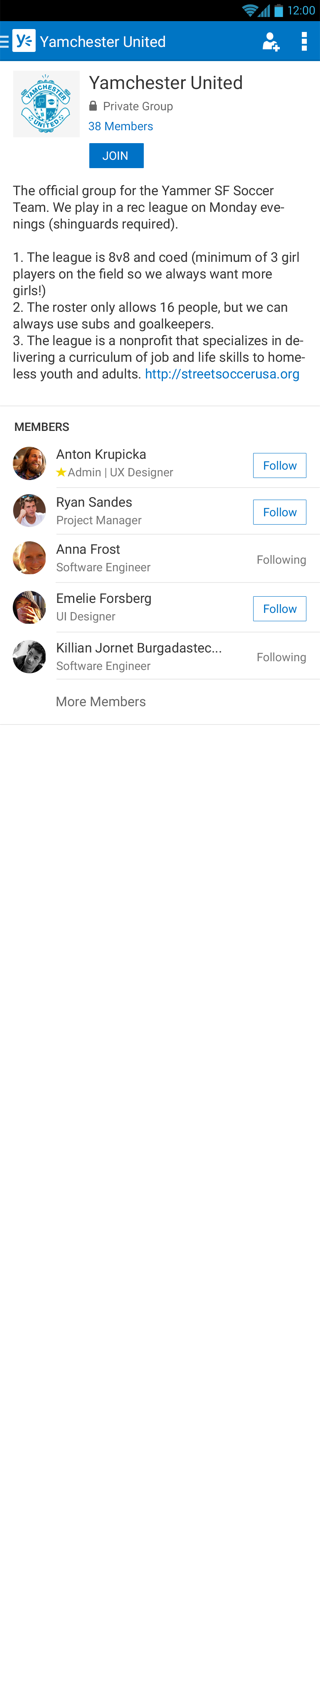 12:00
y Yamchester United
YAMCHESTER
UNITED
Yamchester United
Private Group
38 Members
JOIN
The official group for the Yammer SF Soccer
Team. We play in a rec league on Monday eve-
nings (shinguards required).
1. The league is 8v8 and coed (minimum of 3 girl
players on the field so we always want more
girls!)
2. The roster only allows 16 people, but we can
always use subs and goalkeepers.
3. The league is a nonprofit that specializes in de-
livering a curriculum of job and life skills to home-
less youth and adults. http://streetsoccerusa.org
MEMBERS
Anton Krupicka
Admin | UX Designer
Follow
Ryan Sandes
Project Manager
Follow
Anna Frost
Software Engineer
Following
Emelie Forsberg
UI Designer
Follow
Killian Jornet Burgadastec...
Software Engineer
Following
More Members